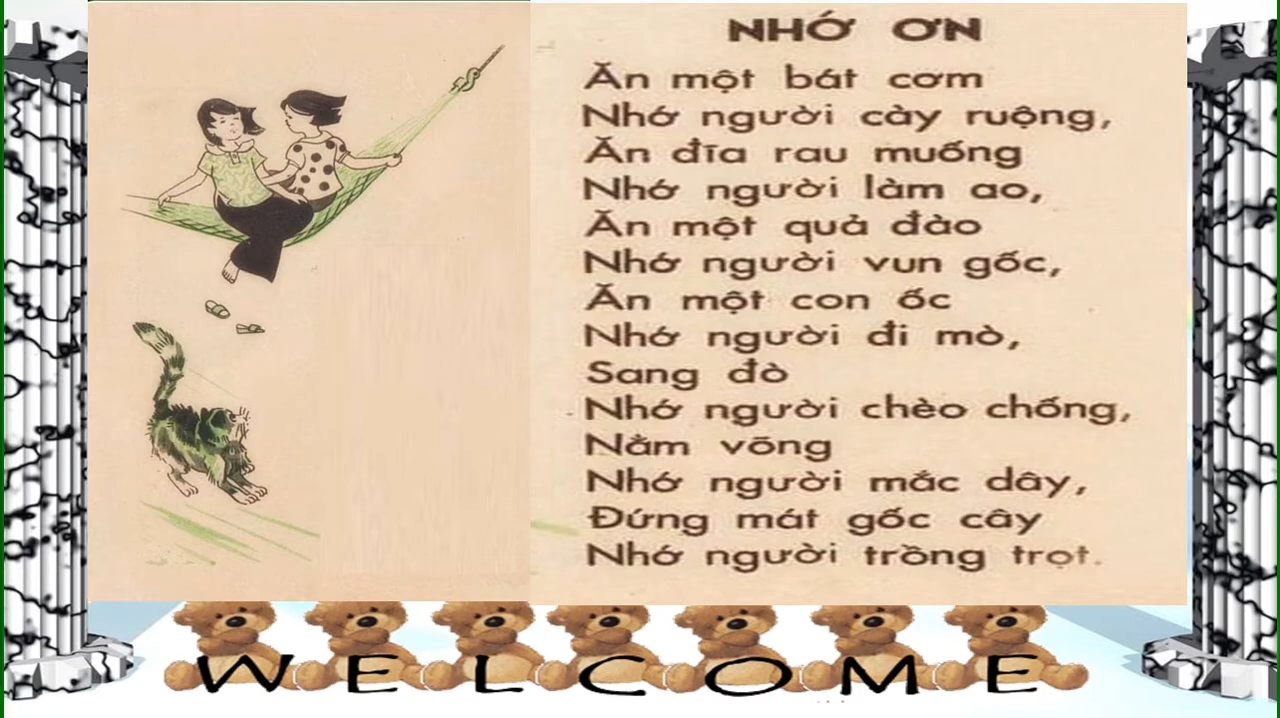 NHỚ ƠN
Ăn một bát cơm
Nhớ người cày ruộng,
Ăn đĩa rau muống
Nhớ người làm ao,
Ăn một quả đào
Nhớ người vun gốc,
Ăn một con ốc
Nhớ người đi mò,
Sang đò
Nhớ người chèo chống,
Nằm võng
Nhớ người mắc dây,
Đứng mát gốc cây
Nhớ người trồng trọt.
WELCOME